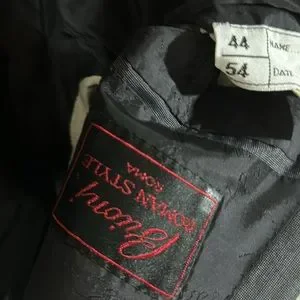 44 NAME
54 DATE
Brioni
ROMAN STYLE
ROMA